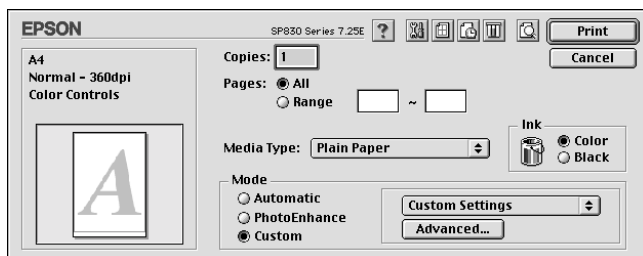 EPSON
SP830 Series 7.25E ?
Print
Cancel
A4
Normal - 360dpi
Color Controls
A
Copies: 1
Pages: All
Range ~
Media Type: Plain Paper
Ink
Color
Black
Mode
Automatic
PhotoEnhance
Custom
Custom Settings
Advanced...